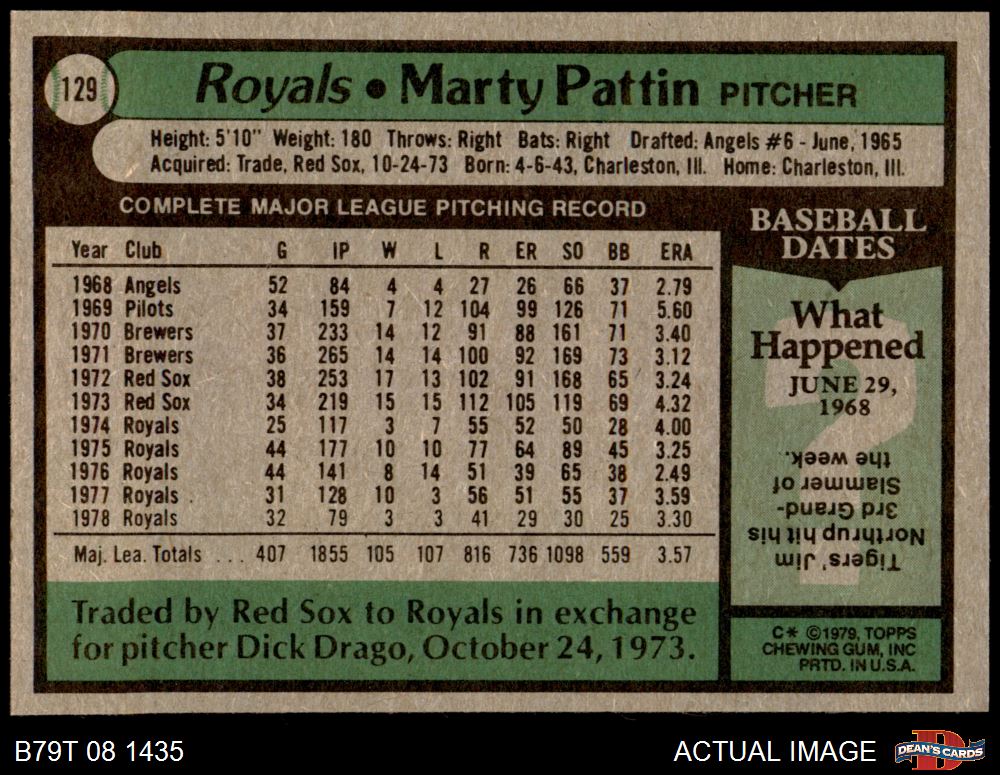 129
Royals • Marty Pattin PITCHER
Height: 5'10" Weight: 180 Throws: Right Bats: Right Drafted: Angels #6 - June, 1965
Acquired: Trade, Red Sox, 10-24-73 Born: 4-6-43, Charleston, Ill. Home: Charleston, Ill.
COMPLETE MAJOR LEAGUE PITCHING RECORD
Year Club G IP W L R ER SO BB ERA
1968 Angels 52 84 4 4 27 26 66 37 2.79
1969 Pilots 34 159 7 12 104 99 126 71 5.60
1970 Brewers 37 233 14 12 91 88 161 71 3.40
1971 Brewers 36 265 14 14 100 92 169 73 3.12
1972 Red Sox 38 253 17 13 102 91 168 65 3.24
1973 Red Sox 34 219 15 15 112 105 119 69 4.32
1974 Royals 25 117 3 7 55 52 50 28 4.00
1975 Royals 44 177 10 10 77 64 89 45 3.25
1976 Royals 44 141 8 14 51 39 65 38 2.49
1977 Royals 31 128 10 3 56 51 55 37 3.59
1978 Royals 32 79 3 3 41 29 30 25 3.30
Maj. Lea. Totals ... 407 1855 105 107 816 736 1098 559 3.57
Traded by Red Sox to Royals in exchange
for pitcher Dick Drago, October 24, 1973.
BASEBALL
DATES
What
Happened
JUNE 29,
1968
Tigers' Jim
Northrup hit his
3rd Grand-
Slammer of
the week.
C* ©1979, TOPPS
CHEWING GUM, INC
PRTD. IN U.S.A.
B79T 08 1435
ACTUAL IMAGE
DEAN'S CARDS